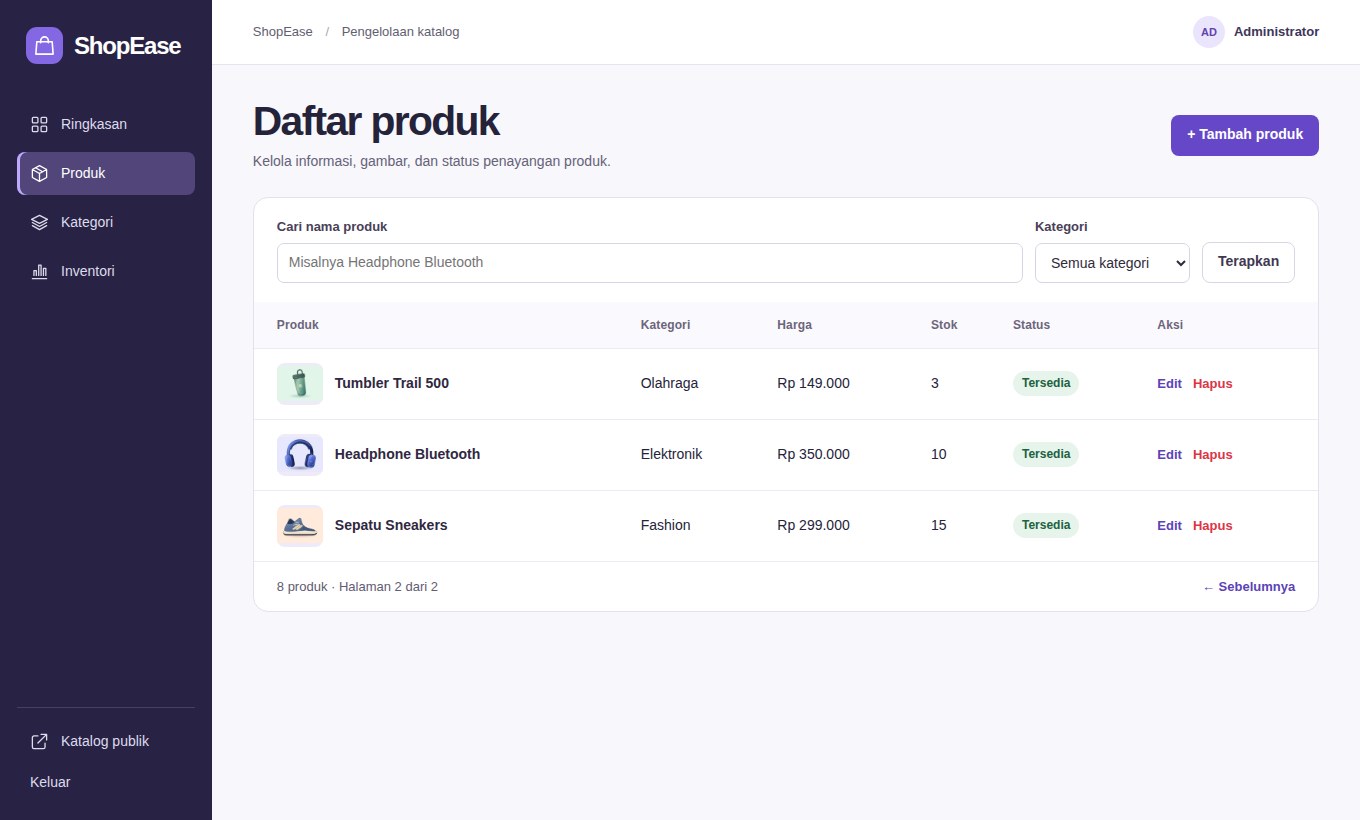 ShopEase
Ringkasan
Produk
Kategori
Inventori
Katalog publik
Keluar
ShopEase / Pengelolaan katalog
AD Administrator
Daftar produk
Kelola informasi, gambar, dan status penayangan produk.
+ Tambah produk
Cari nama produk
Misalnya Headphone Bluetooth
Kategori
Semua kategori
Terapkan
Produk Kategori Harga Stok Status Aksi
Tumbler Trail 500 Olahraga Rp 149.000 3 Tersedia Edit Hapus
Headphone Bluetooth Elektronik Rp 350.000 10 Tersedia Edit Hapus
Sepatu Sneakers Fashion Rp 299.000 15 Tersedia Edit Hapus
8 produk · Halaman 2 dari 2
← Sebelumnya